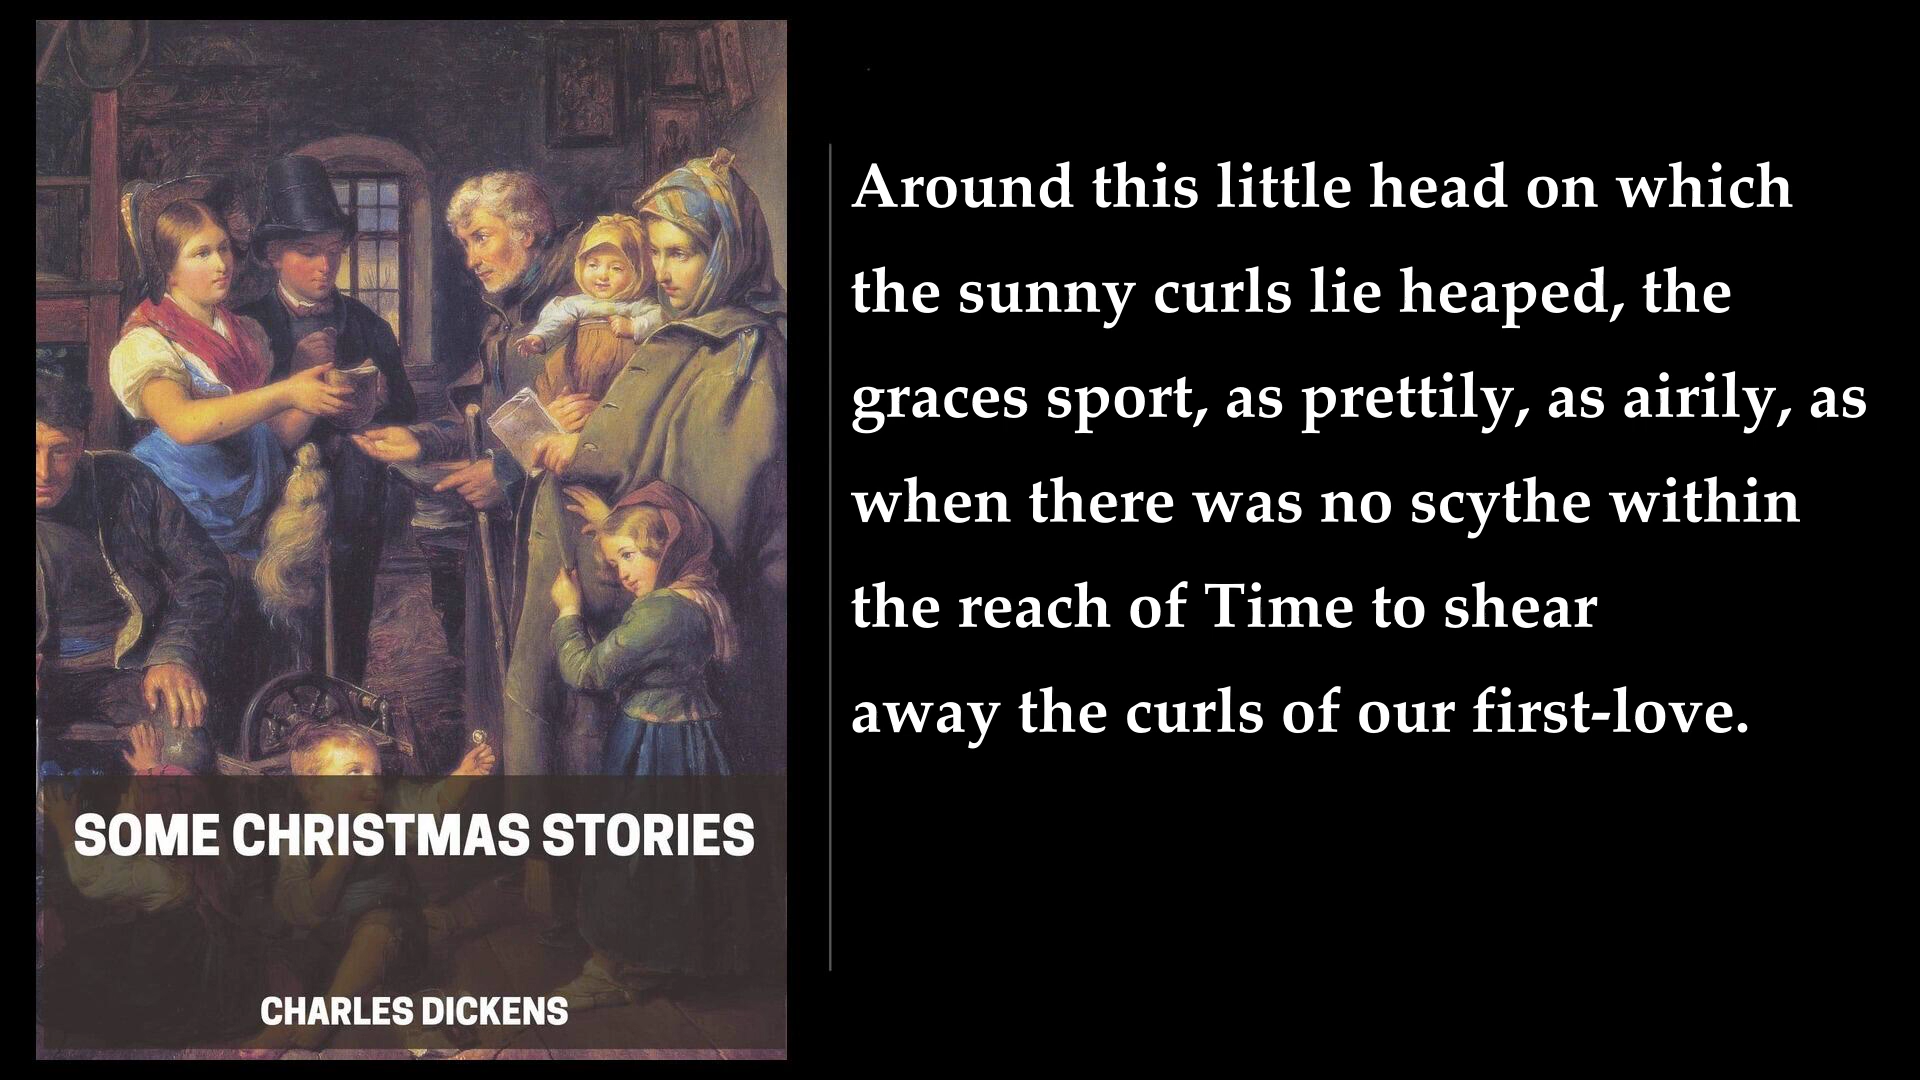 SOME CHRISTMAS STORIES
CHARLES DICKENS
Around this little head on which
the sunny curls lie heaped, the
graces sport, as prettily, as airily, as
when there was no scythe within
the reach of Time to shear
away the curls of our first-love.